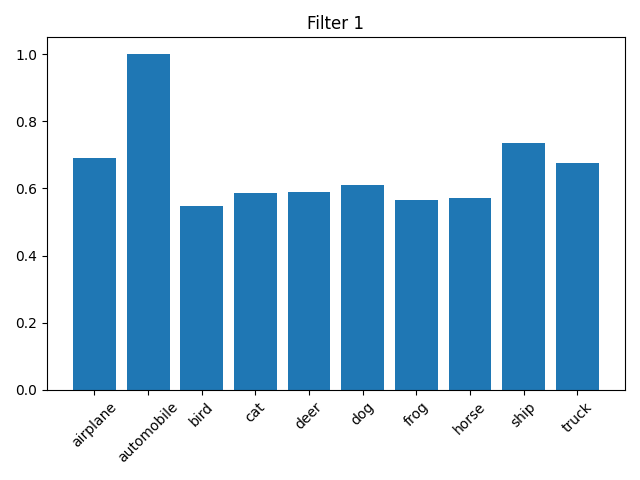 Filter 1
1.0
0.8
0.6
0.4
0.2
0.0
airplane
automobile
bird
cat
deer
dog
frog
horse
ship
truck